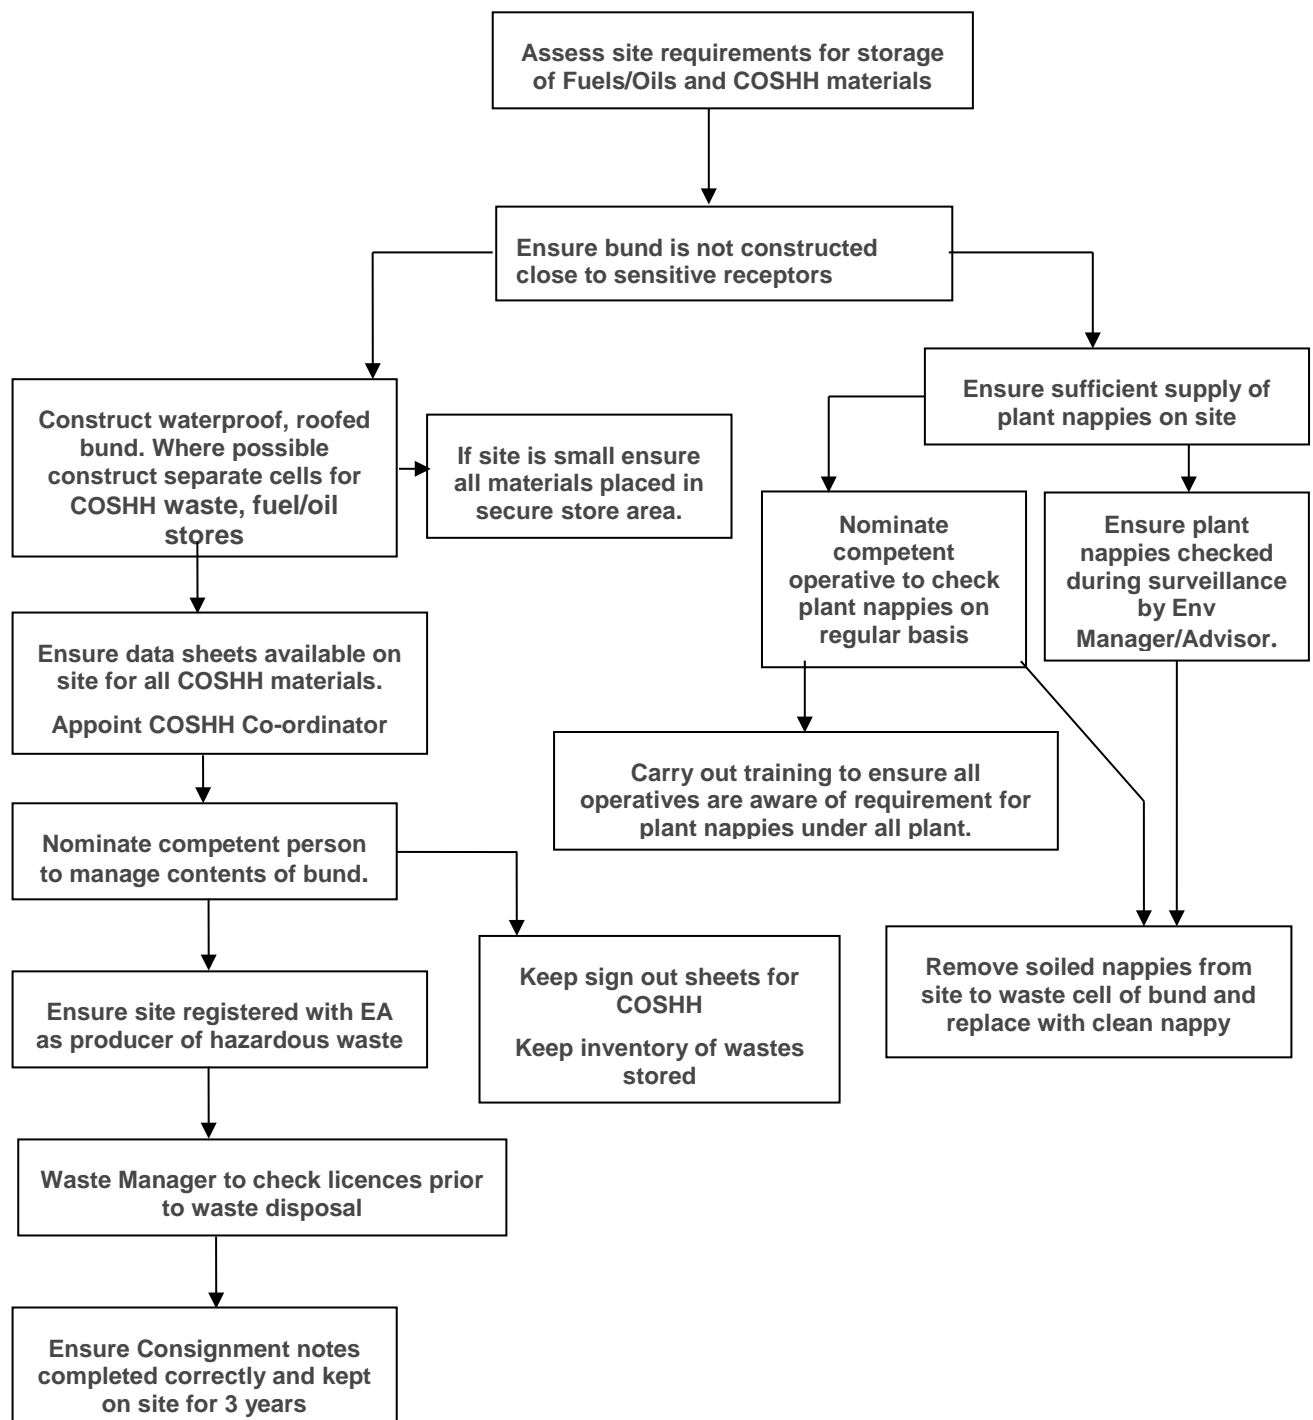 Assess site requirements for storage
of Fuels/Oils and COSHH materials
Ensure bund is not constructed
close to sensitive receptors
Construct waterproof, roofed
bund. Where possible
construct separate cells for
COSHH waste, fuel/oil
stores
If site is small ensure
all materials placed in
secure store area.
Ensure sufficient supply of
plant nappies on site
Nominate
competent
operative to check
plant nappies on
regular basis
Ensure plant
nappies checked
during surveillance
by Env
Manager/Advisor.
Ensure data sheets available on
site for all COSHH materials.
Appoint COSHH Co-ordinator
Carry out training to ensure all
operatives are aware of requirement for
plant nappies under all plant.
Nominate competent person
to manage contents of bund.
Keep sign out sheets for
COSHH
Keep inventory of wastes
stored
Remove soiled nappies from
site to waste cell of bund and
replace with clean nappy
Ensure site registered with EA
as producer of hazardous waste
Waste Manager to check licences prior
to waste disposal
Ensure Consignment notes
completed correctly and kept
on site for 3 years